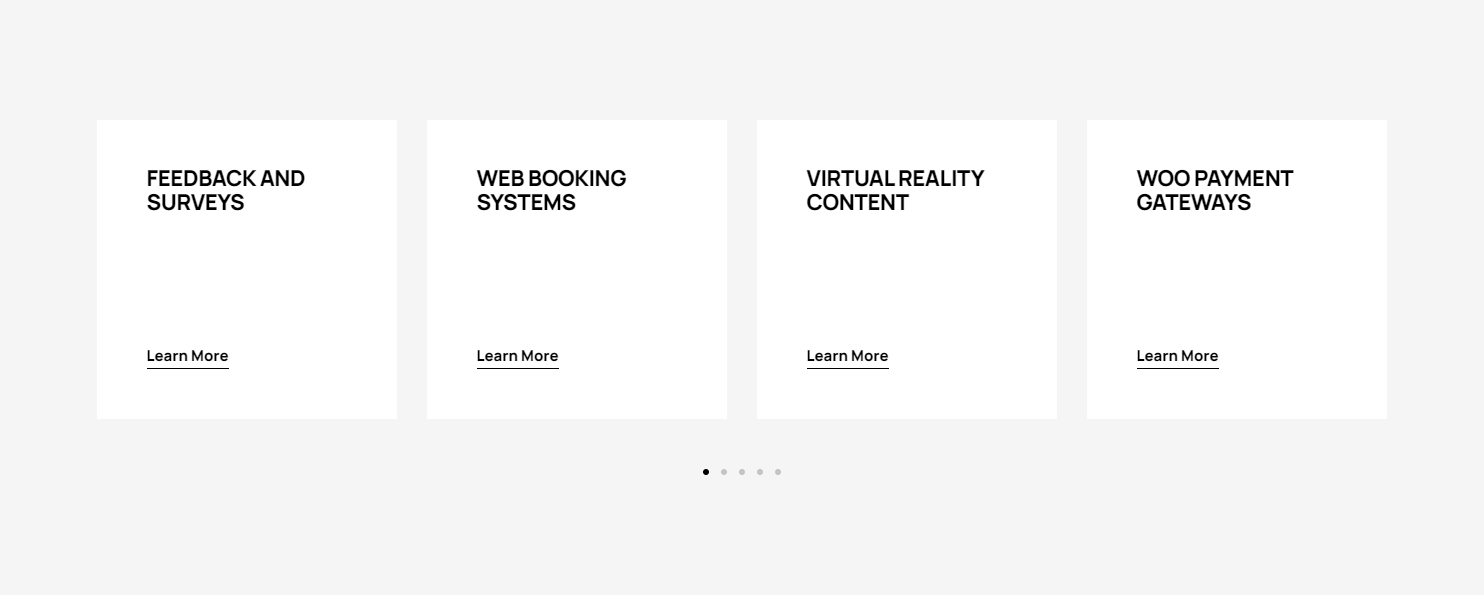 FEEDBACK AND
SURVEYS
Learn More
WEB BOOKING
SYSTEMS
Learn More
VIRTUAL REALITY
CONTENT
Learn More
WOO PAYMENT
GATEWAYS
Learn More